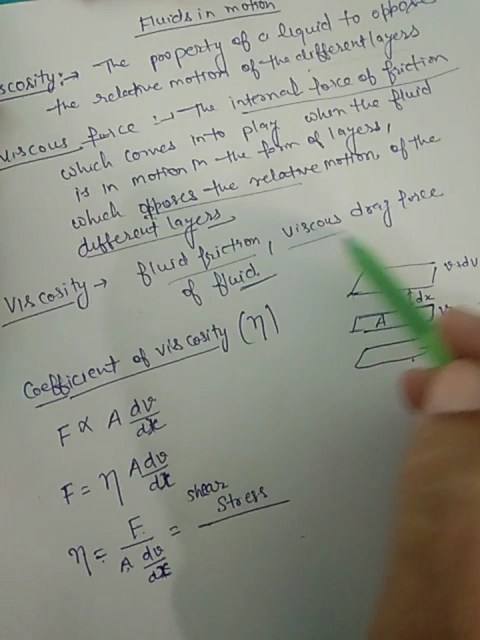 Fluids in motion
scosity:→ The property of a liquid to oppose
the relative motion of the different layers
Viscous force:→ The internal force of friction
which comes into play when the fluid
is in motion in the form of layers,
which opposes the relative motion of the
different layers
Viscosity → fluid friction, viscous drag force
of fluid.
v+dv
dx
A
Coefficient of viscosity (η)
F ∝ A dv/dx
F = η A dv/dx
η = F / A dv/dx = shear stress